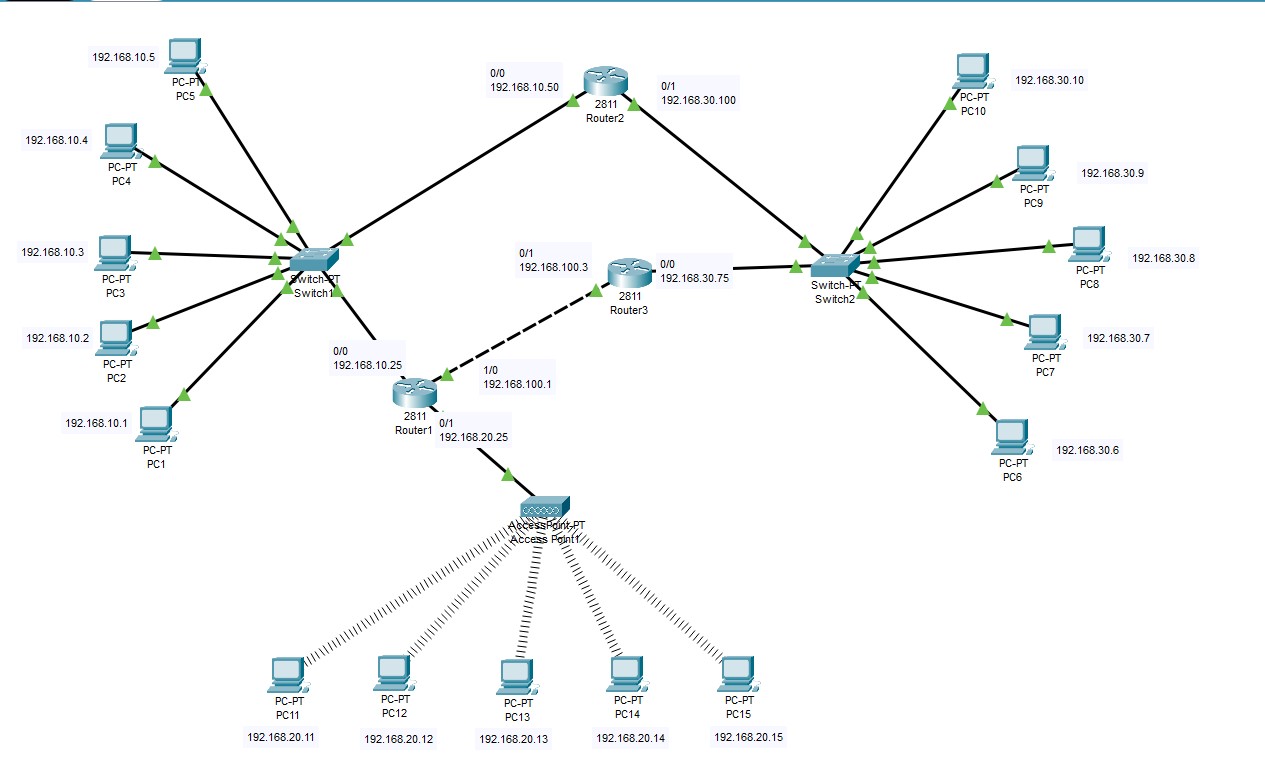 192.168.10.5
PC-PT
PC5
192.168.10.4
PC-PT
PC4
192.168.10.3
PC-PT
PC3
192.168.10.2
PC-PT
PC2
192.168.10.1
PC-PT
PC1
Switch-PT
Switch1
0/0
192.168.10.50
2811
Router2
0/1
192.168.30.100
0/1
192.168.100.3
2811
Router3
0/0
192.168.30.75
0/0
192.168.10.25
2811
Router1
1/0
192.168.100.1
0/1
192.168.20.25
Switch-PT
Switch2
PC-PT
PC10
192.168.30.10
PC-PT
PC9
192.168.30.9
PC-PT
PC8
192.168.30.8
PC-PT
PC7
192.168.30.7
PC-PT
PC6
192.168.30.6
AccessPoint-PT
Access Point1
PC-PT
PC11
192.168.20.11
PC-PT
PC12
192.168.20.12
PC-PT
PC13
192.168.20.13
PC-PT
PC14
192.168.20.14
PC-PT
PC15
192.168.20.15